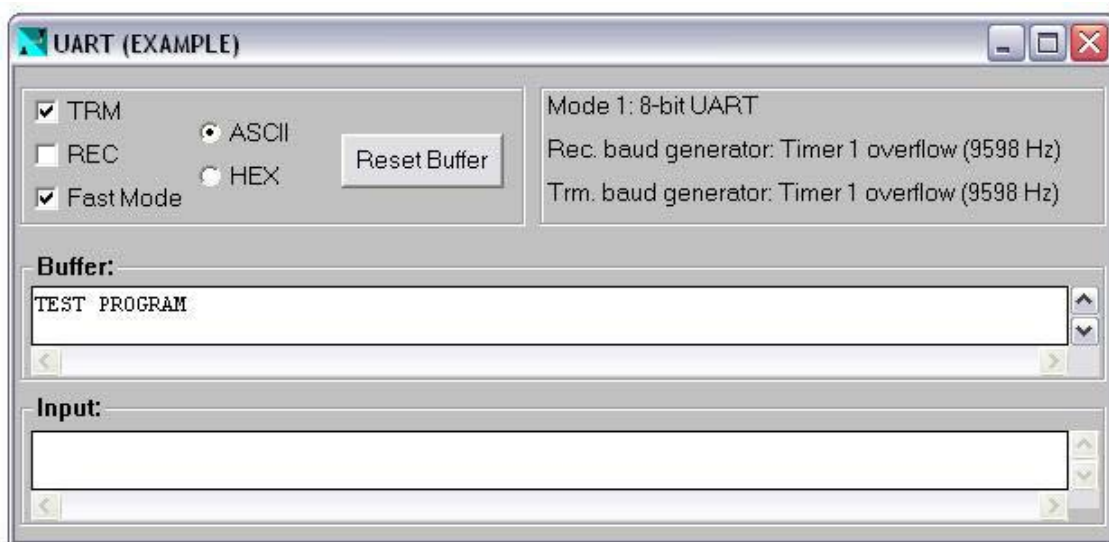 UART (EXAMPLE)
TRM
REC
Fast Mode
ASCII
HEX
Reset Buffer
Mode 1: 8-bit UART
Rec. baud generator: Timer 1 overflow (9598 Hz)
Trm. baud generator: Timer 1 overflow (9598 Hz)
Buffer:
TEST PROGRAM
Input: